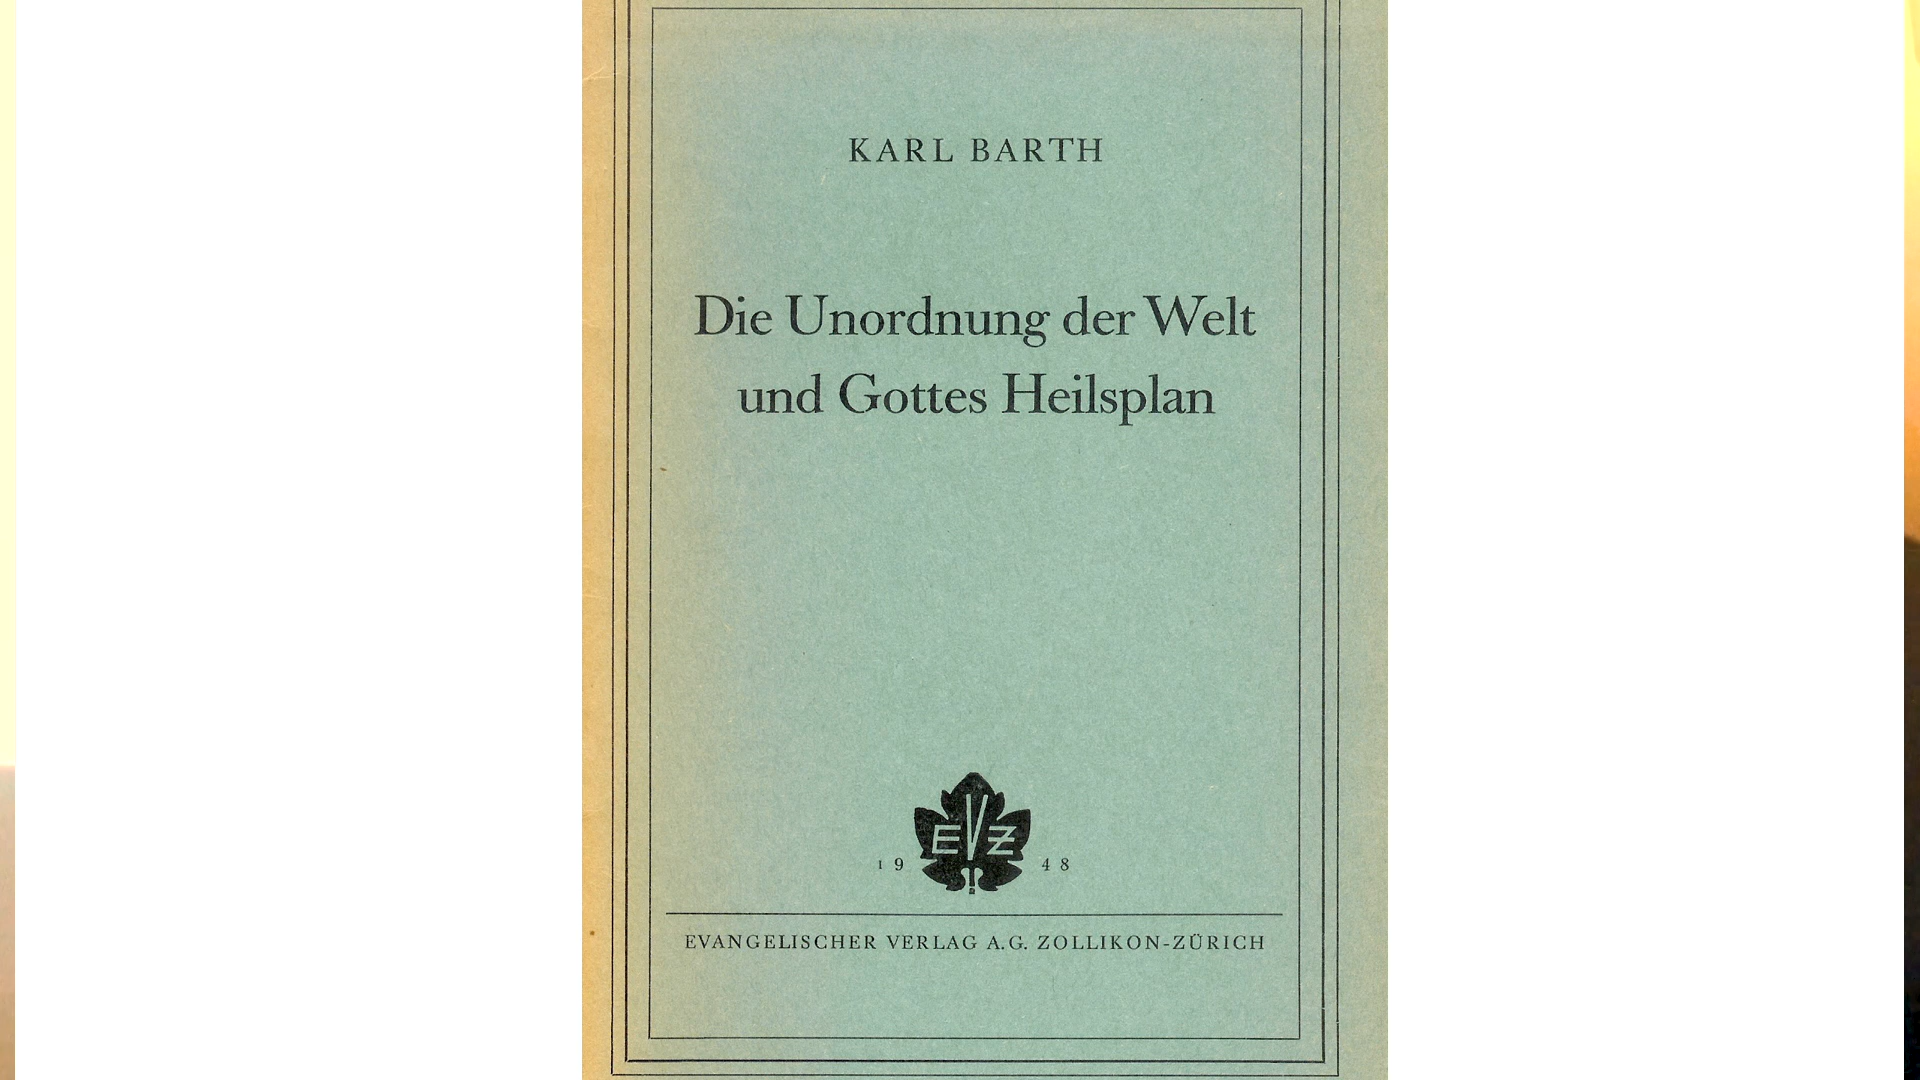 KARL BARTH
Die Unordnung der Welt
und Gottes Heilsplan
EVZ
19 48
EVANGELISCHER VERLAG A.G. ZOLLIKON-ZÜRICH